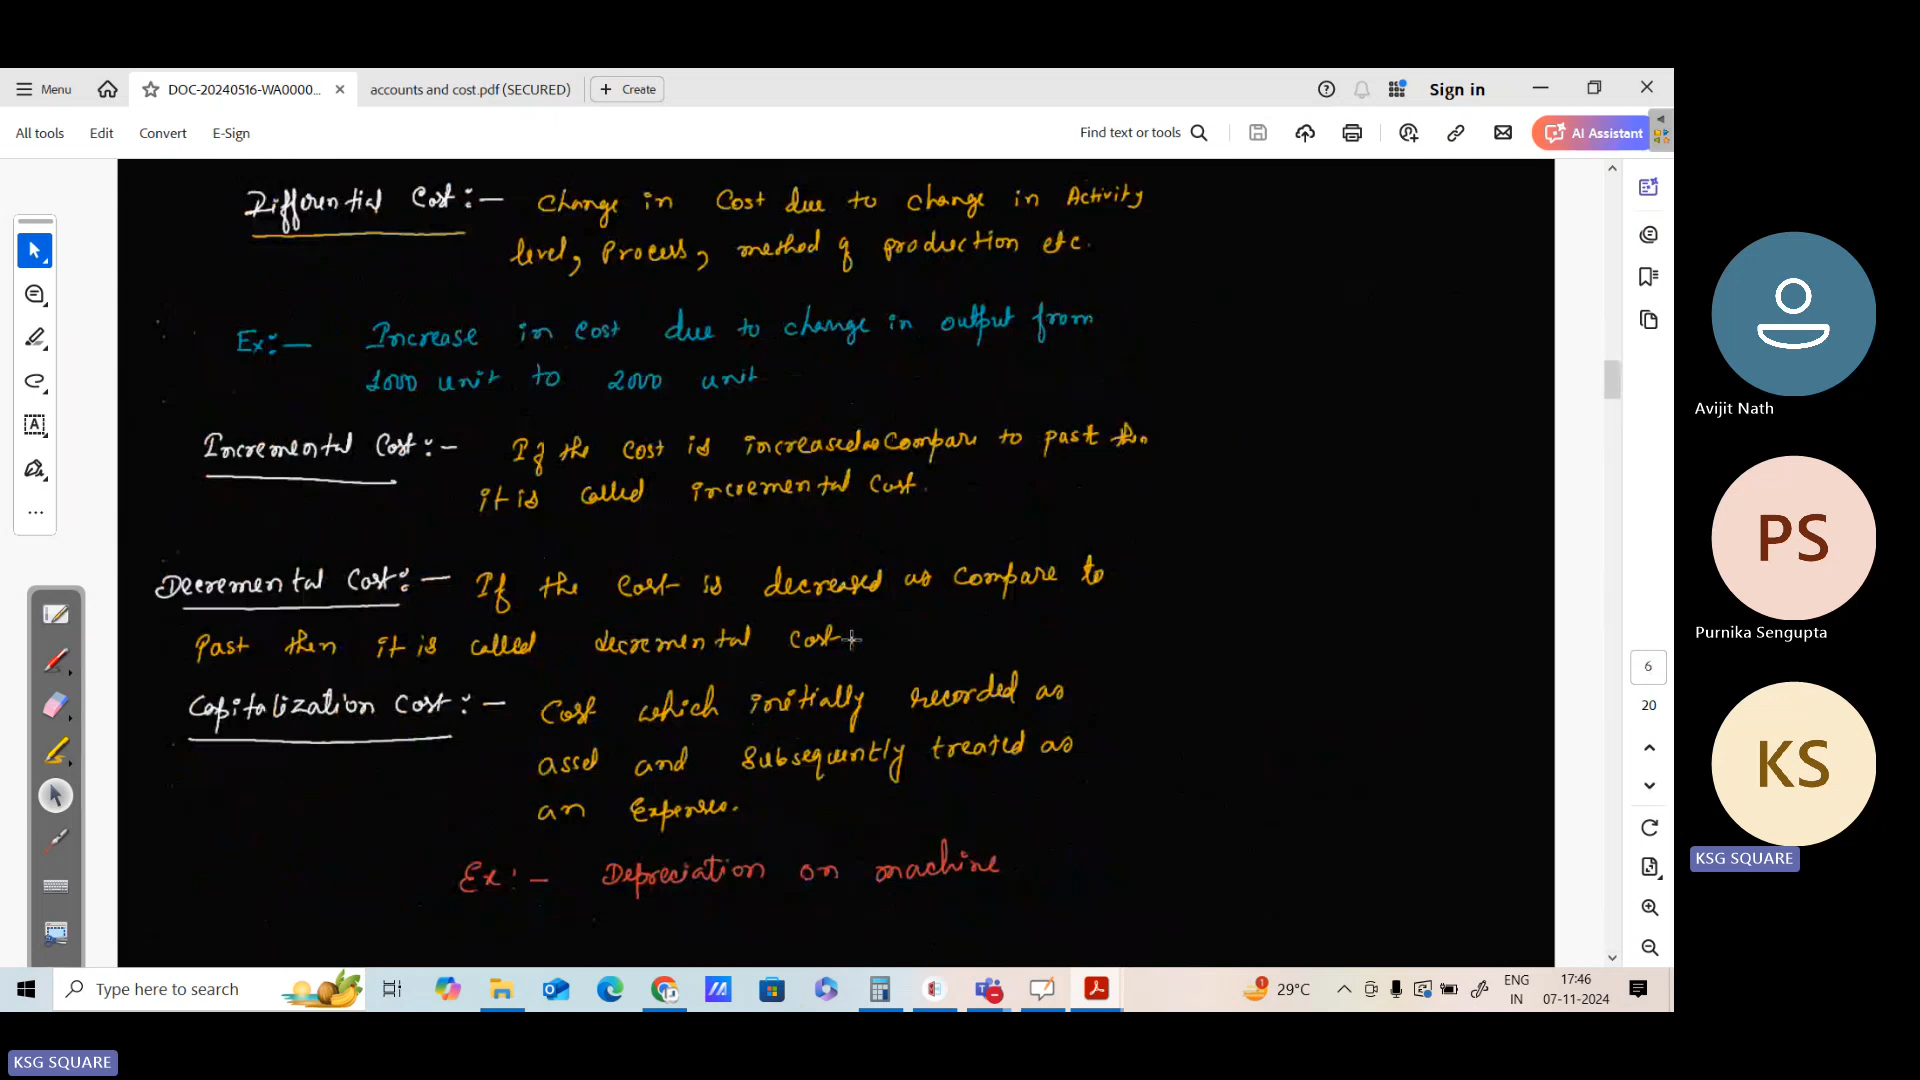 Menu
DOC-20240516-WA0000...
accounts and cost.pdf (SECURED)
Create
Sign in
All tools
Edit
Convert
E-Sign
Find text or tools
AI Assistant
Differential Cost:- Change in Cost due to change in Activity
level, Process, method of production etc.
Ex:- Increase in Cost due to change in output from
1000 unit to 2000 unit
Incremental Cost:- If the Cost is increased as Compare to past then
it is called incremental Cost.
Decremental Cost:- If the Cost is decreased as Compare to
Past then it is called decremental Cost
Capitalization Cost:- Cost which initially recorded as
asset and Subsequently treated as
an Expenses.
Ex:- Depreciation on machine
6
20
Avijit Nath
PS
Purnika Sengupta
KS
KSG SQUARE
Type here to search
1
29°C
ENG
IN
17:46
07-11-2024
KSG SQUARE